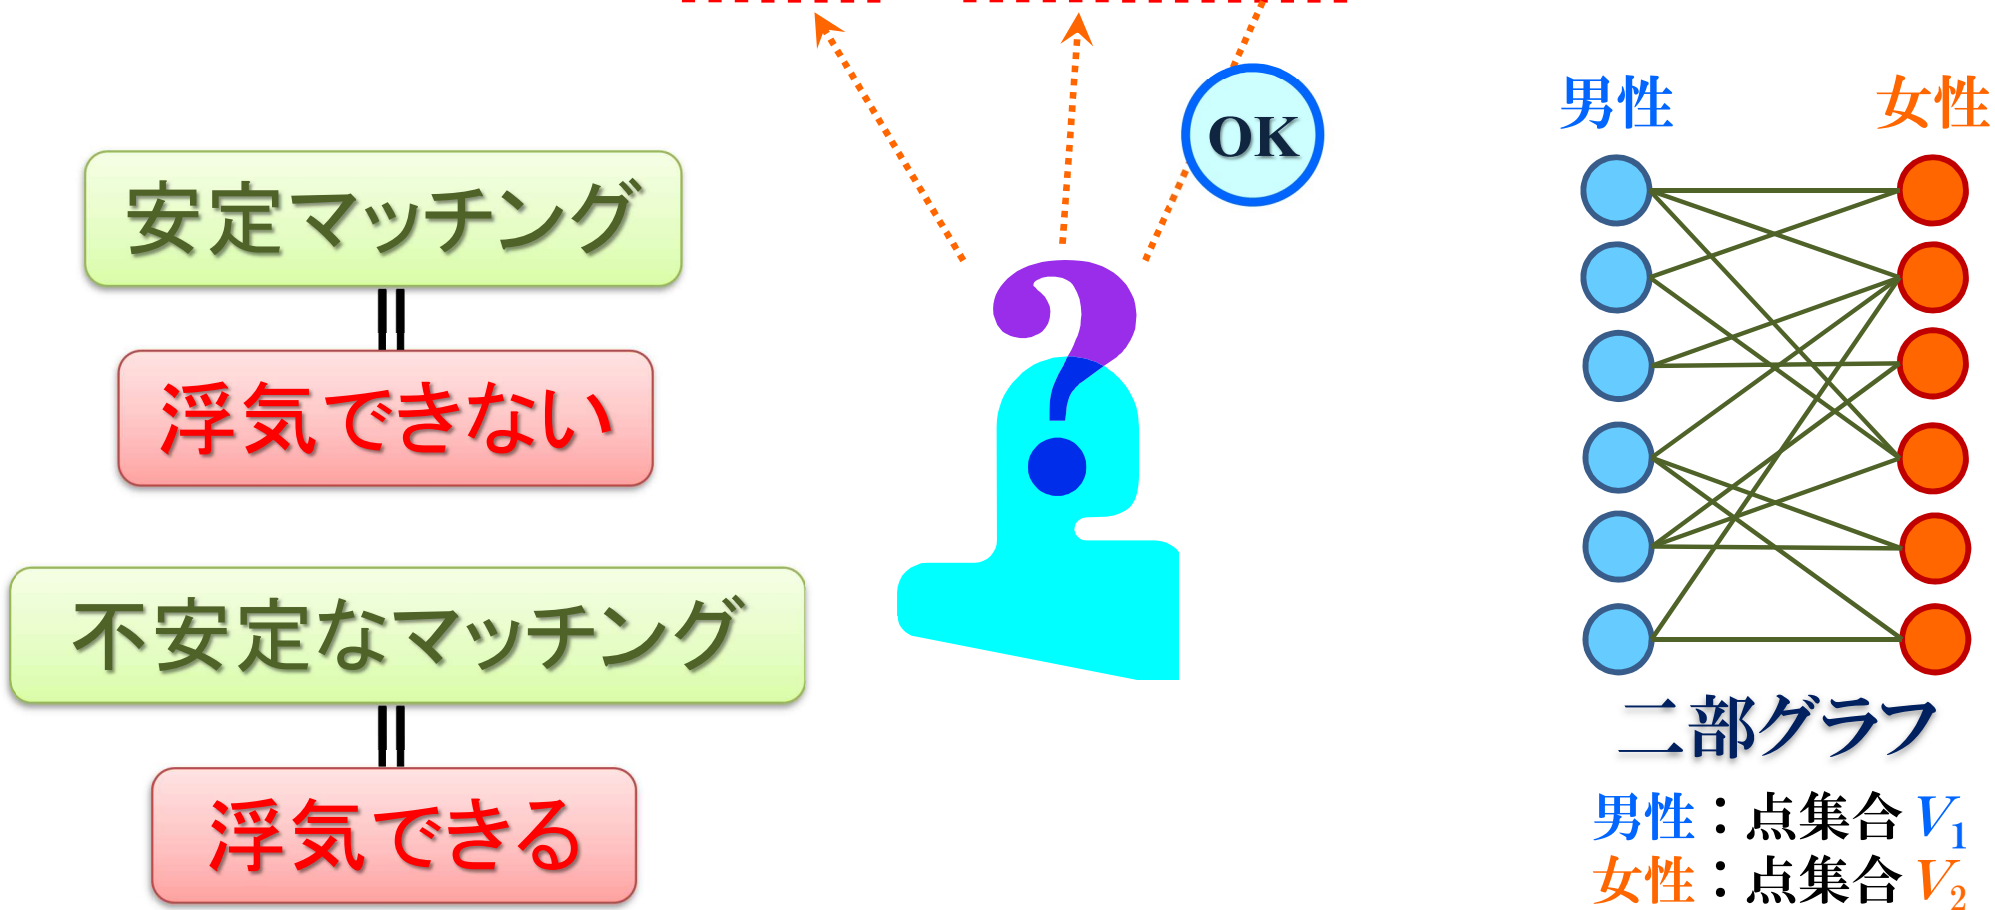 安定マッチング
浮気できない
不安定なマッチング
浮気できる
OK
?
男性 女性
二部グラフ
男性：点集合 V₁
女性：点集合 V₂